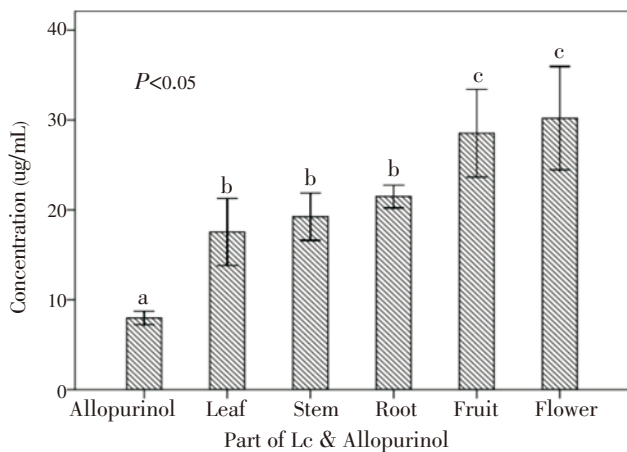 40
30
20
10
0
Concentration (ug/mL)
P<0.05
a
b
b
b
c
c
Allopurinol Leaf Stem Root Fruit Flower
Part of Lc & Allopurinol